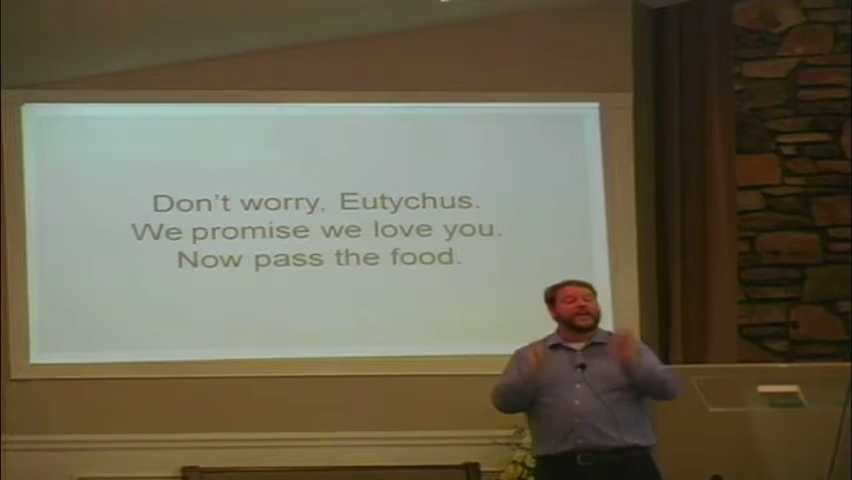 Don't worry, Eutychus.
We promise we love you.
Now pass the food.